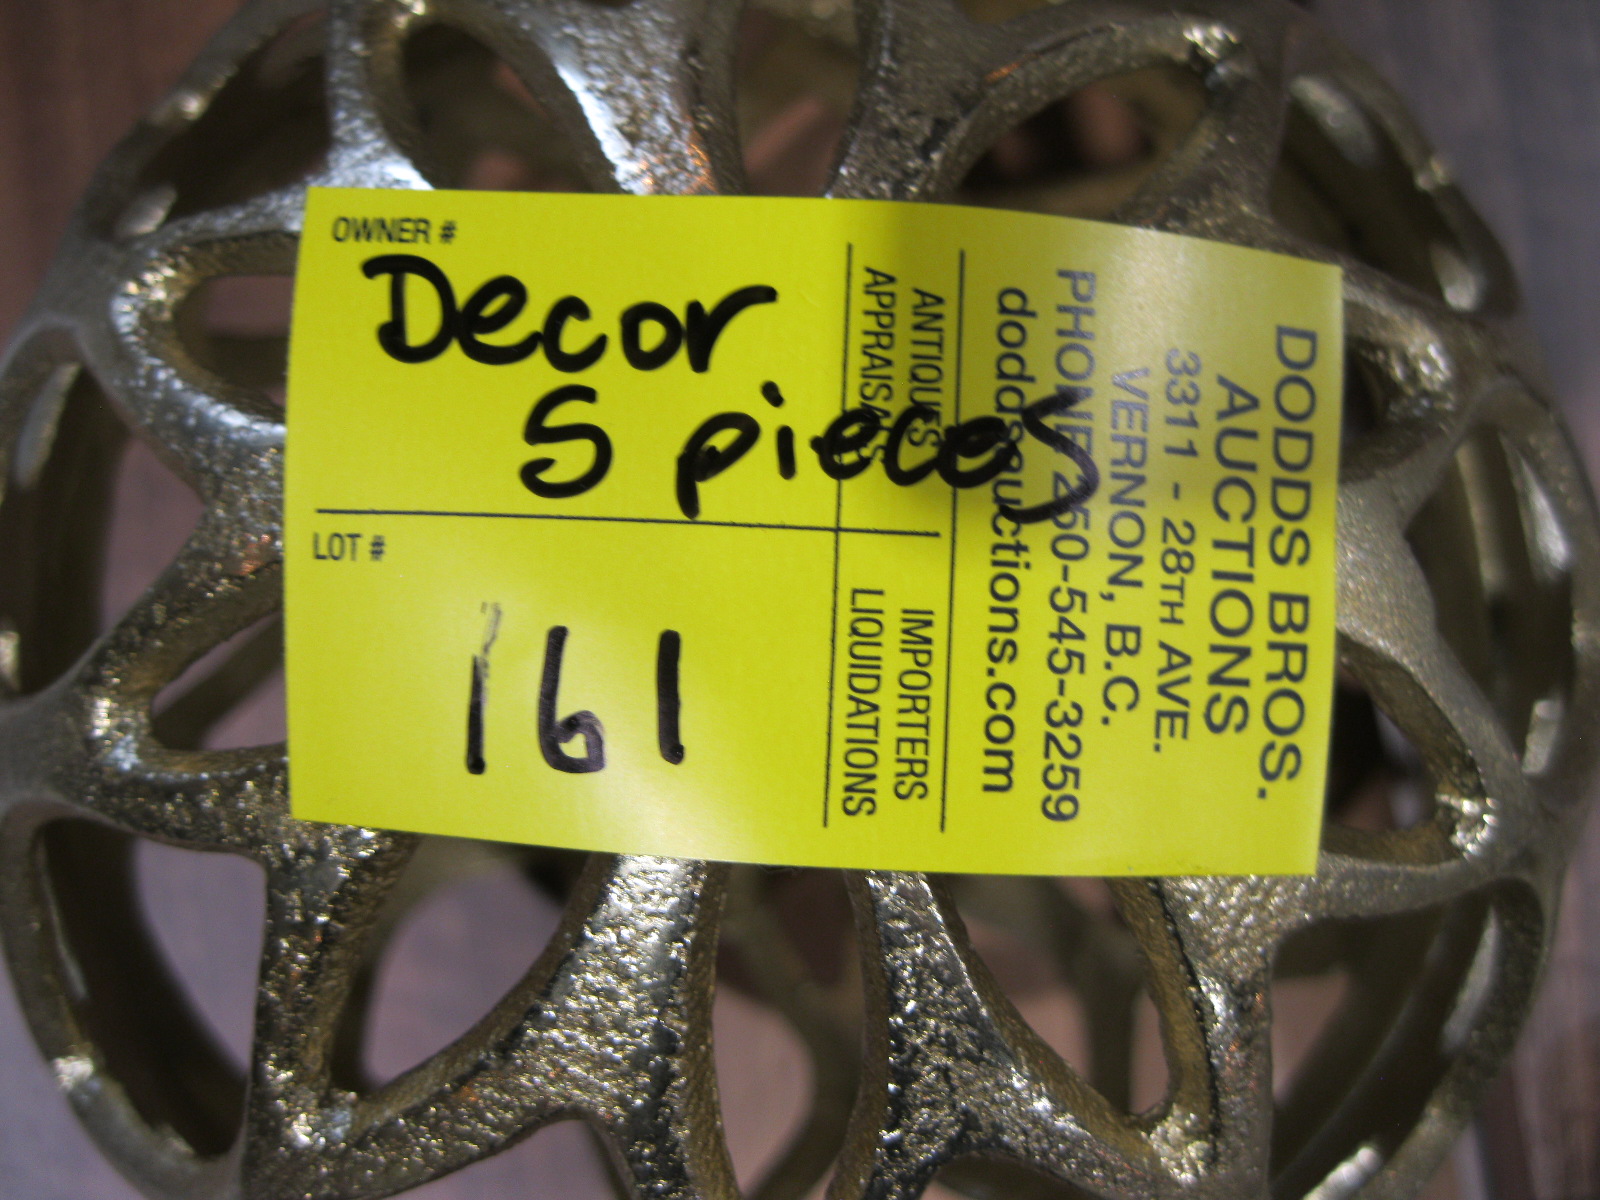 OWNER #
Decor
5 pieces
LOT #
161
DODDS BROS.
AUCTIONS
3311 - 28TH AVE.
VERNON, B.C.
PHONE 250-545-3259
doddsauctions.com
ANTIQUES IMPORTERS
APPRAISALS LIQUIDATIONS